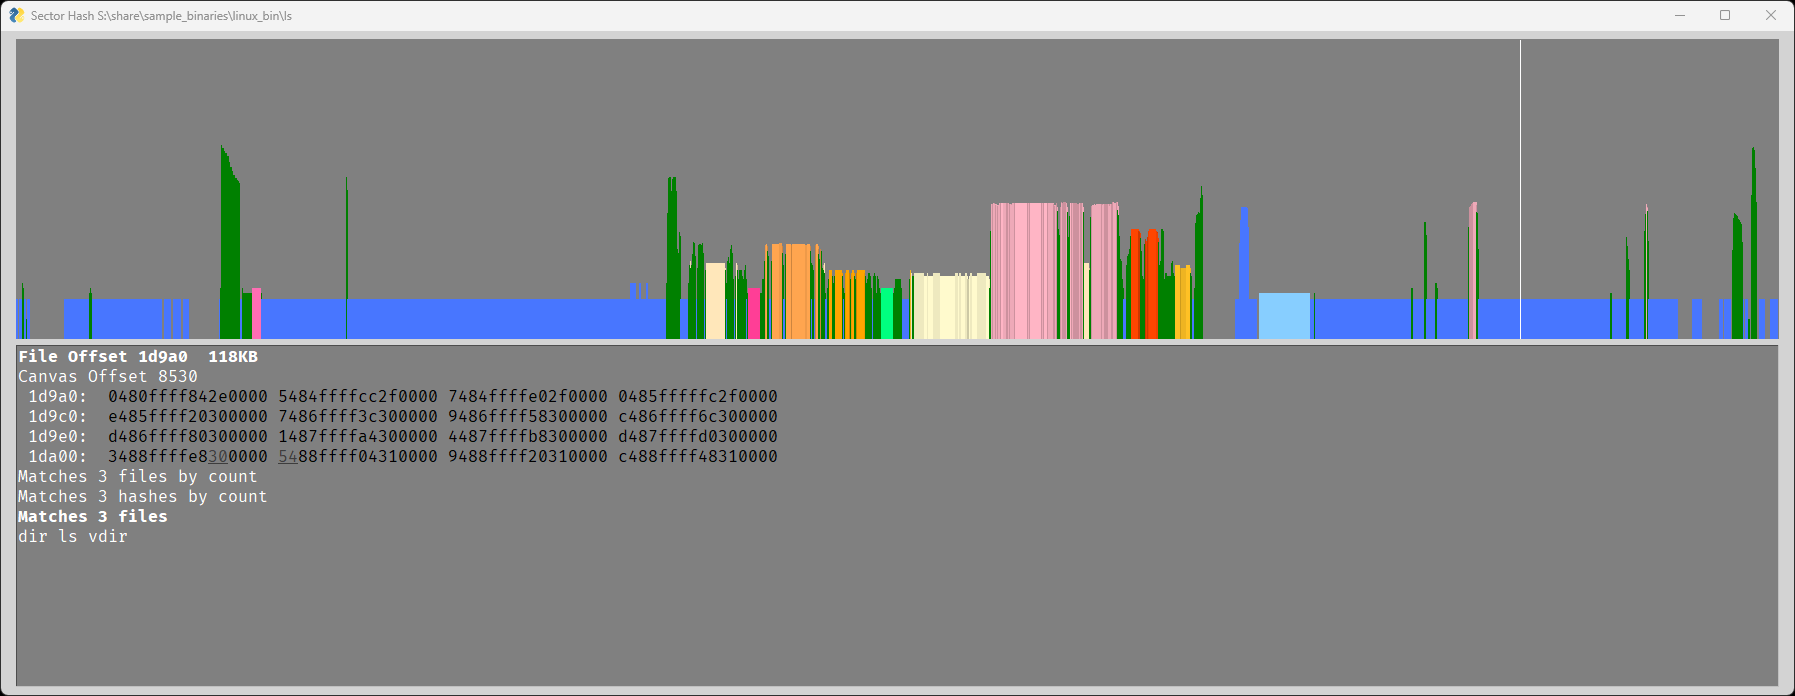 Sector Hash S:\share\sample_binaries\linux_bin\ls
File Offset 1d9a0  118KB
Canvas Offset 8530
1d9a0:  0480ffff842e0000 5484ffffcc2f0000 7484ffffe02f0000 0485fffffc2f0000
1d9c0:  e485ffff20300000 7486ffff3c300000 9486ffff58300000 c486ffff6c300000
1d9e0:  d486ffff80300000 1487ffffa4300000 4487ffffb8300000 d487ffffd0300000
1da00:  3488ffffe8300000 5488ffff04310000 9488ffff20310000 c488ffff48310000
Matches 3 files by count
Matches 3 hashes by count
Matches 3 files
dir ls vdir